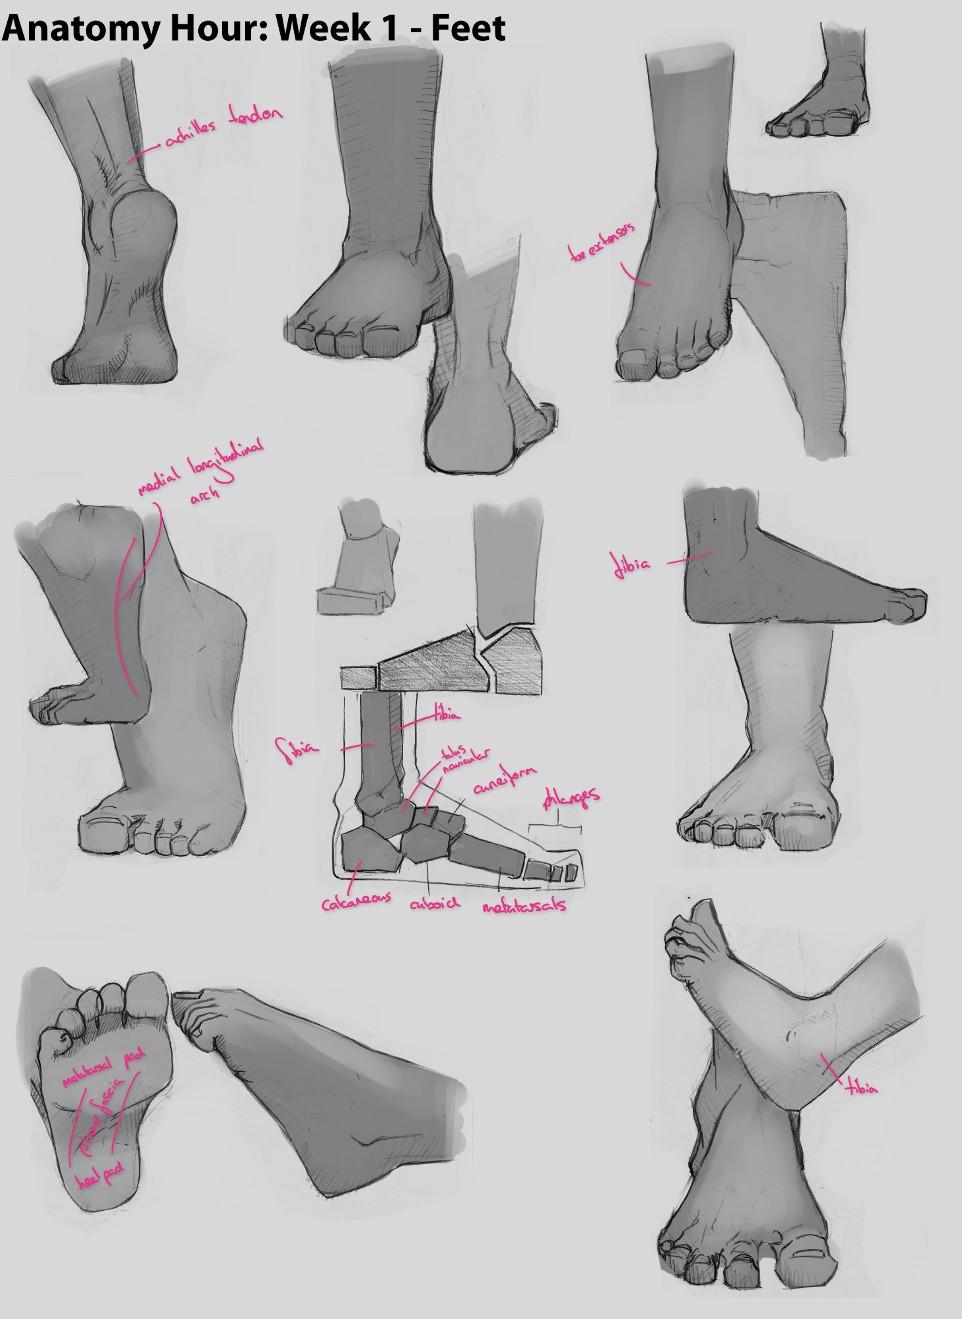 Anatomy Hour: Week 1 - Feet
achilles tendon
toe extensors
medial longitudinal
arch
fibia
tibia
fibia
talus
navicular
cuneiform
phlanges
calcaneous
cuboid
metatarsals
metatarsal pad
fascia
heel pad
tibia